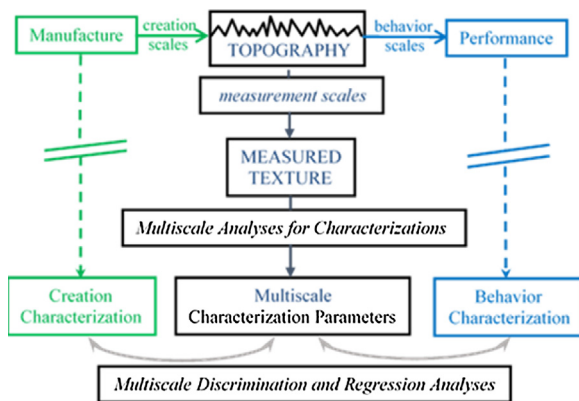 Manufacture
creation
scales
TOPOGRAPHY
behavior
scales
Performance
measurement scales
MEASURED
TEXTURE
Multiscale Analyses for Characterizations
Creation
Characterization
Multiscale
Characterization Parameters
Behavior
Characterization
Multiscale Discrimination and Regression Analyses